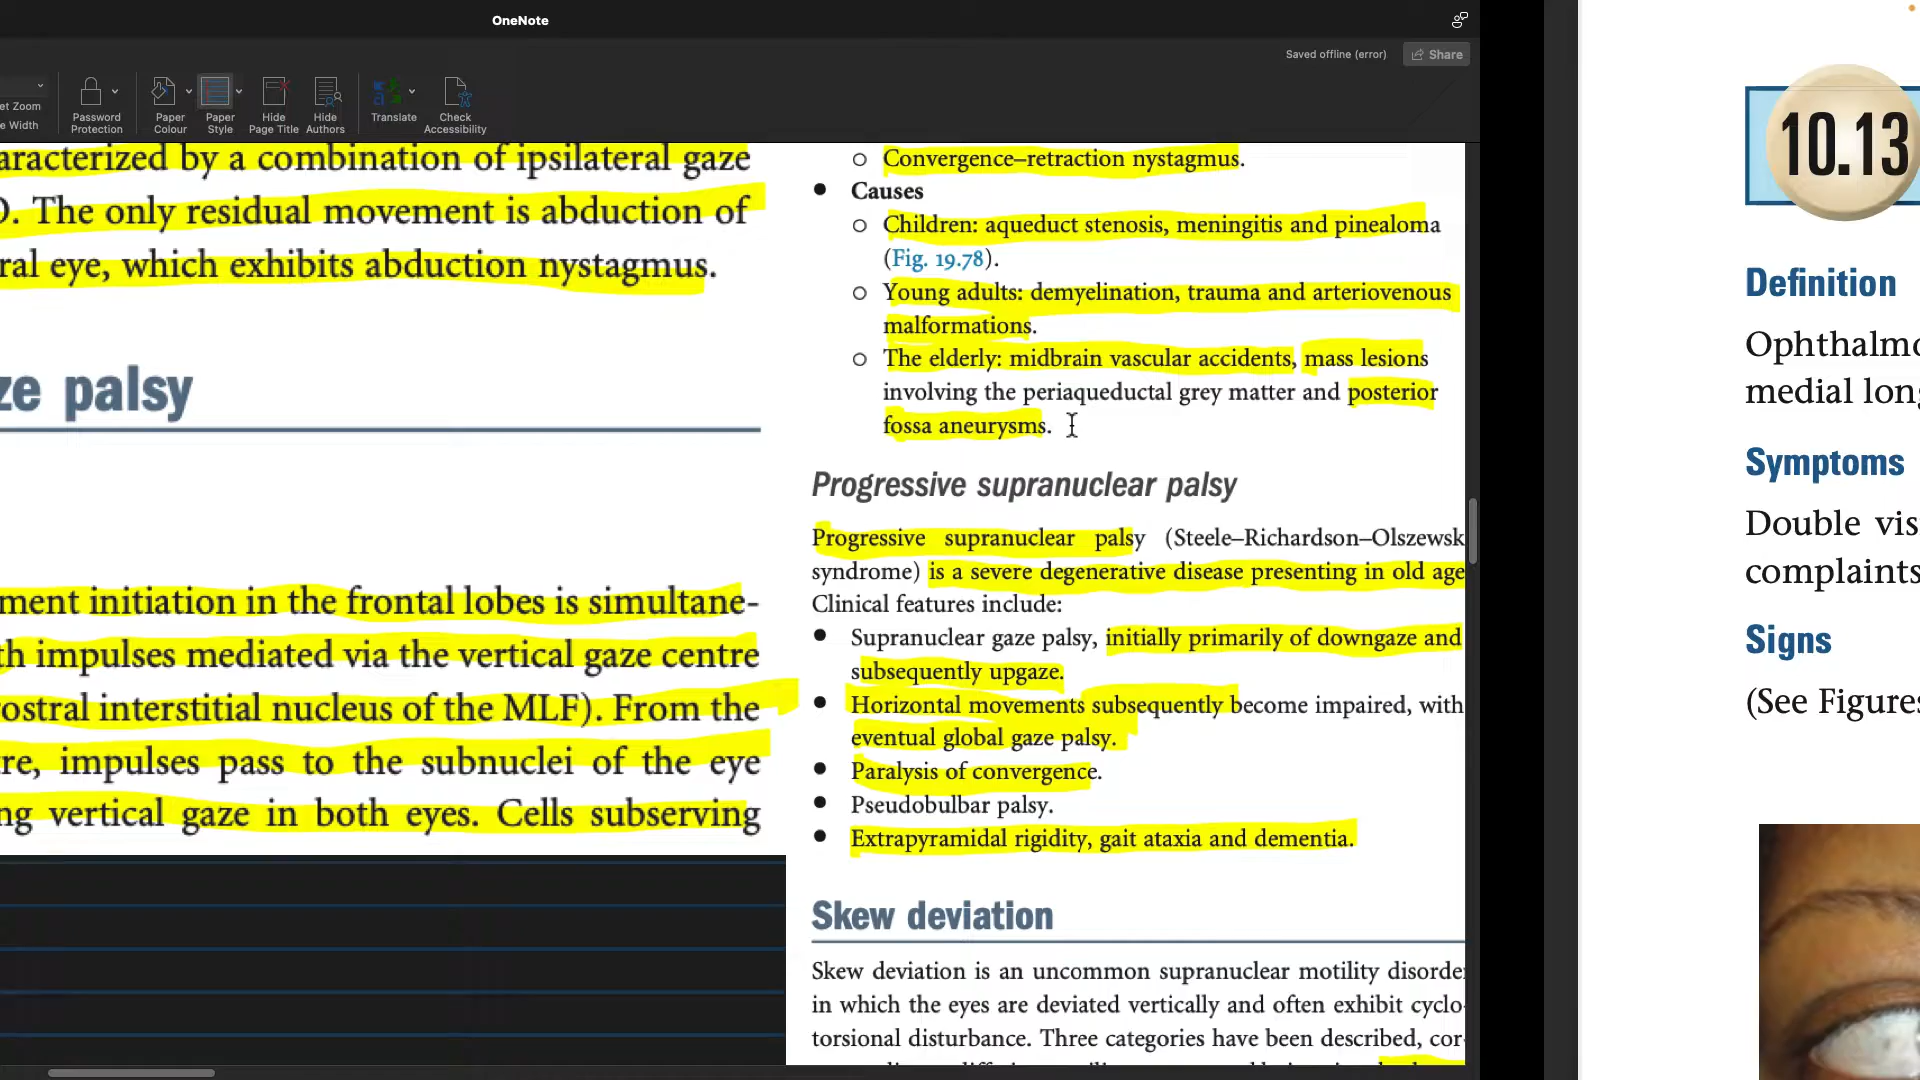 OneNote
Saved offline (error)
Share
et Zoom
e Width
Password
Protection
Paper
Colour
Paper
Style
Hide
Page Title
Hide
Authors
Translate
Check
Accessibility
aracterized by a combination of ipsilateral gaze
. The only residual movement is abduction of
ral eye, which exhibits abduction nystagmus.
ze palsy
ment initiation in the frontal lobes is simultane-
th impulses mediated via the vertical gaze centre
ostral interstitial nucleus of the MLF). From the
re, impulses pass to the subnuclei of the eye
ng vertical gaze in both eyes. Cells subserving
○ Convergence–retraction nystagmus.
• Causes
○ Children: aqueduct stenosis, meningitis and pinealoma
(Fig. 19.78).
○ Young adults: demyelination, trauma and arteriovenous
malformations.
○ The elderly: midbrain vascular accidents, mass lesions
involving the periaqueductal grey matter and posterior
fossa aneurysms.
Progressive supranuclear palsy
Progressive supranuclear palsy (Steele–Richardson–Olszewsk
syndrome) is a severe degenerative disease presenting in old age
Clinical features include:
• Supranuclear gaze palsy, initially primarily of downgaze and
subsequently upgaze.
• Horizontal movements subsequently become impaired, with
eventual global gaze palsy.
• Paralysis of convergence.
• Pseudobulbar palsy.
• Extrapyramidal rigidity, gait ataxia and dementia.
Skew deviation
Skew deviation is an uncommon supranuclear motility disorde
in which the eyes are deviated vertically and often exhibit cyclo-
torsional disturbance. Three categories have been described, cor-
10.13
Definition
Ophthalmo
medial long
Symptoms
Double vis
complaints
Signs
(See Figures